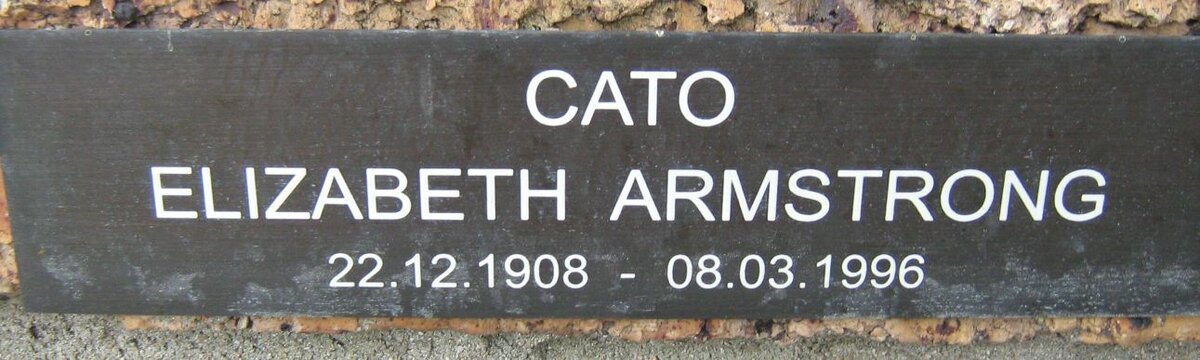 CATO
ELIZABETH ARMSTRONG
22.12.1908 - 08.03.1996